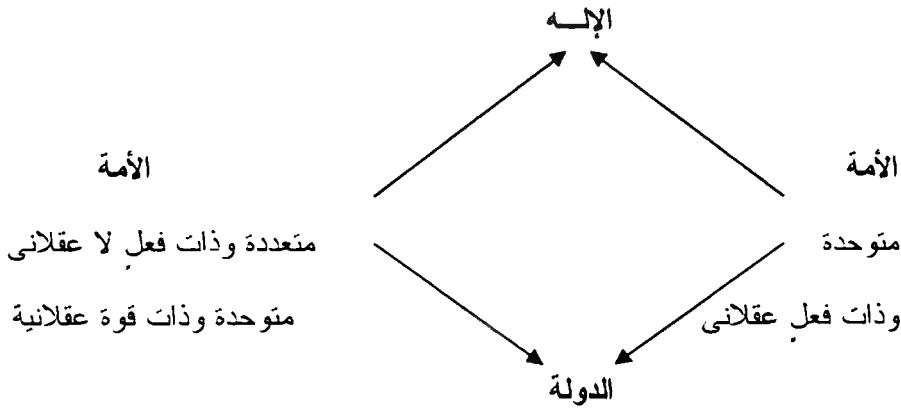 الإلـــه
الأمة
الأمة
متوحدة
متعددة وذات فعلٍ لا عقلانى
وذات فعلٍ عقلانى
متوحدة وذات قوة عقلانية
الدولة